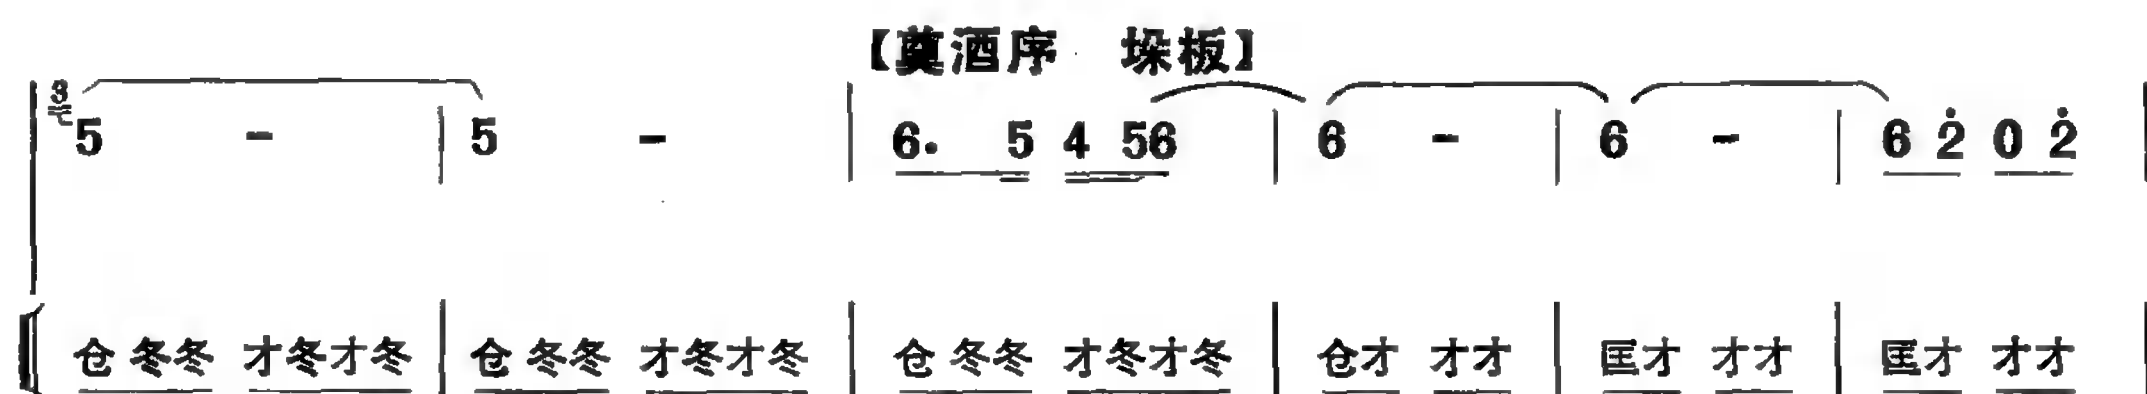 【奠酒序 垛板】
3 5 - | 5 - | 6. 5 4 56 | 6 - | 6 - | 6 2̇ 0 2̇ |
仓 冬冬 才冬才冬 | 仓 冬冬 才冬才冬 | 仓 冬冬 才冬才冬 | 仓才 才才 | 匡才 才才 | 匡才 才才 |